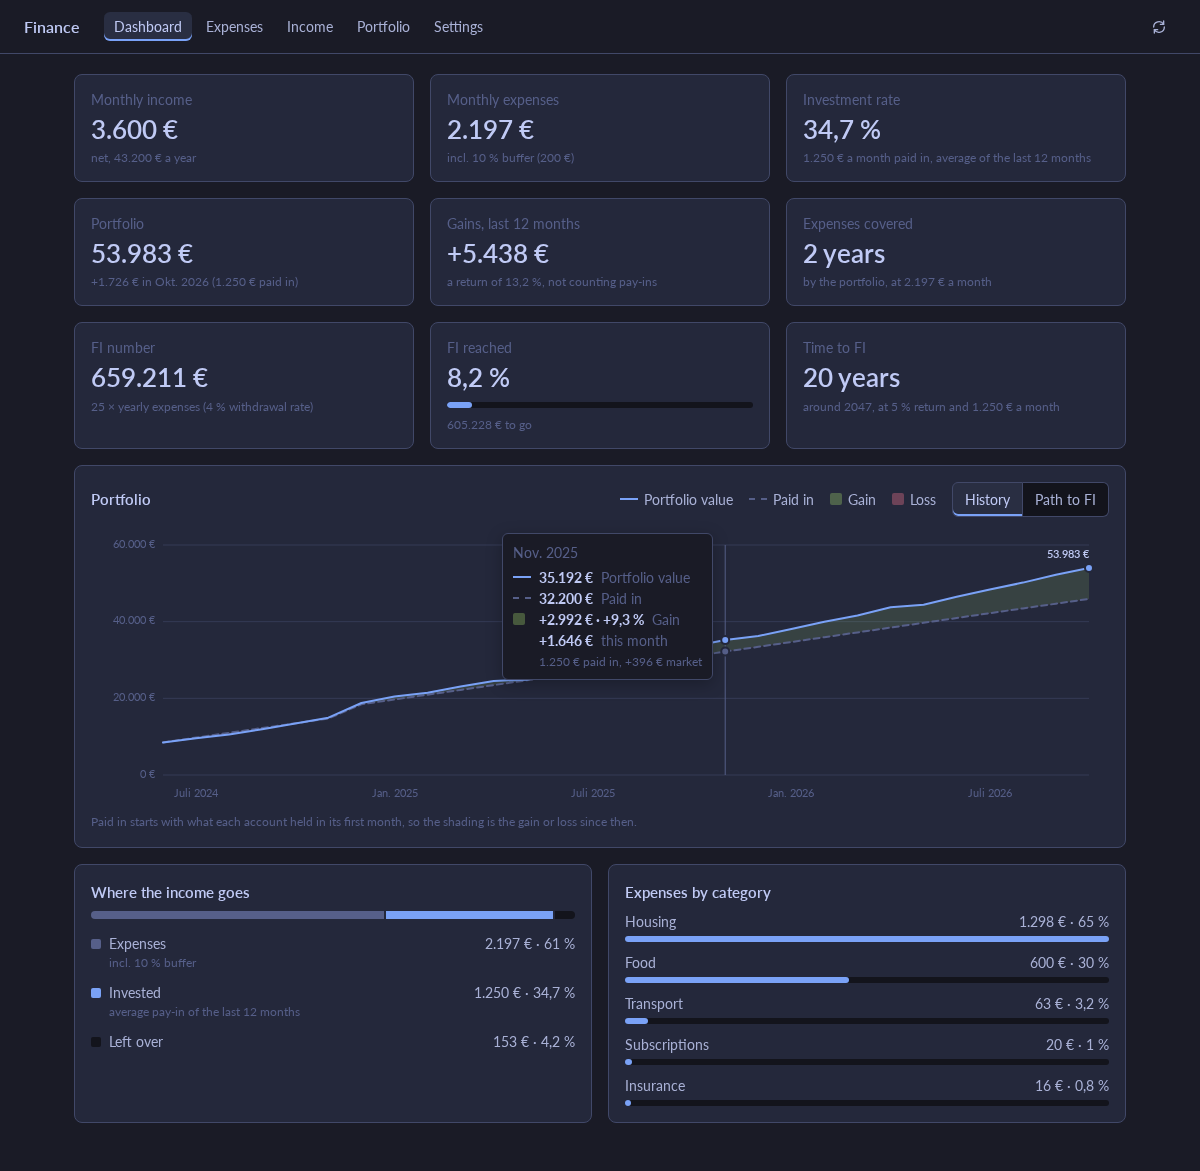 Finance
Dashboard
Expenses
Income
Portfolio
Settings
Monthly income
3.600 €
net, 43.200 € a year
Monthly expenses
2.197 €
incl. 10 % buffer (200 €)
Investment rate
34,7 %
1.250 € a month paid in, average of the last 12 months
Portfolio
53.983 €
+1.726 € in Okt. 2026 (1.250 € paid in)
Gains, last 12 months
+5.438 €
a return of 13,2 %, not counting pay-ins
Expenses covered
2 years
by the portfolio, at 2.197 € a month
FI number
659.211 €
25 × yearly expenses (4 % withdrawal rate)
FI reached
8,2 %
605.228 € to go
Time to FI
20 years
around 2047, at 5 % return and 1.250 € a month
Portfolio
Portfolio value
Paid in
Gain
Loss
History
Path to FI
60.000 €
40.000 €
20.000 €
0 €
53.983 €
Nov. 2025
35.192 € Portfolio value
32.200 € Paid in
+2.992 € · +9,3 % Gain
+1.646 € this month
1.250 € paid in, +396 € market
Juli 2024
Jan. 2025
Juli 2025
Jan. 2026
Juli 2026
Paid in starts with what each account held in its first month, so the shading is the gain or loss since then.
Where the income goes
Expenses 2.197 € · 61 %
incl. 10 % buffer
Invested 1.250 € · 34,7 %
average pay-in of the last 12 months
Left over 153 € · 4,2 %
Expenses by category
Housing 1.298 € · 65 %
Food 600 € · 30 %
Transport 63 € · 3,2 %
Subscriptions 20 € · 1 %
Insurance 16 € · 0,8 %